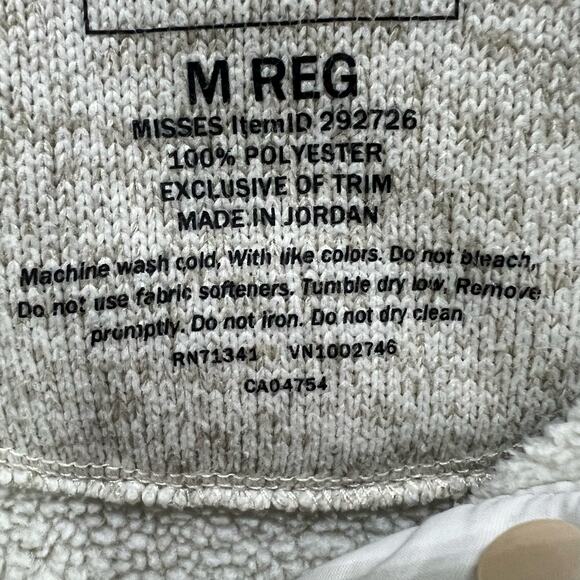 M REG
MISSES ItemID 292726
100% POLYESTER
EXCLUSIVE OF TRIM
MADE IN JORDAN
Machine wash cold, With like colors. Do not bleach,
Do not use fabric softeners. Tumble dry low. Remove
promptly. Do not iron. Do not dry clean
RN71341 VN1002746
CA04754